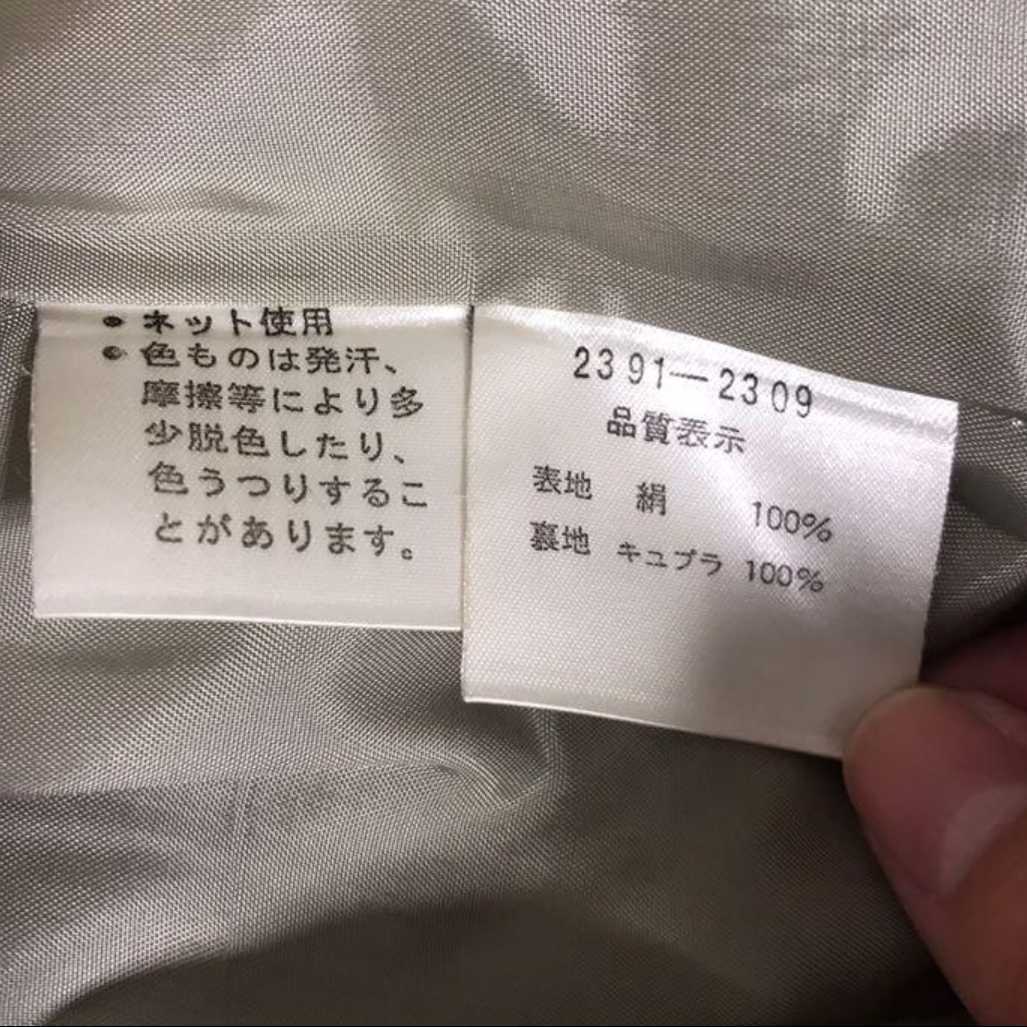 • ネット使用
• 色ものは発汗、
摩擦等により多
少脱色したり、
色うつりするこ
とがあります。
2391―2309
品質表示
表地 絹 100%
裏地 キュプラ 100%